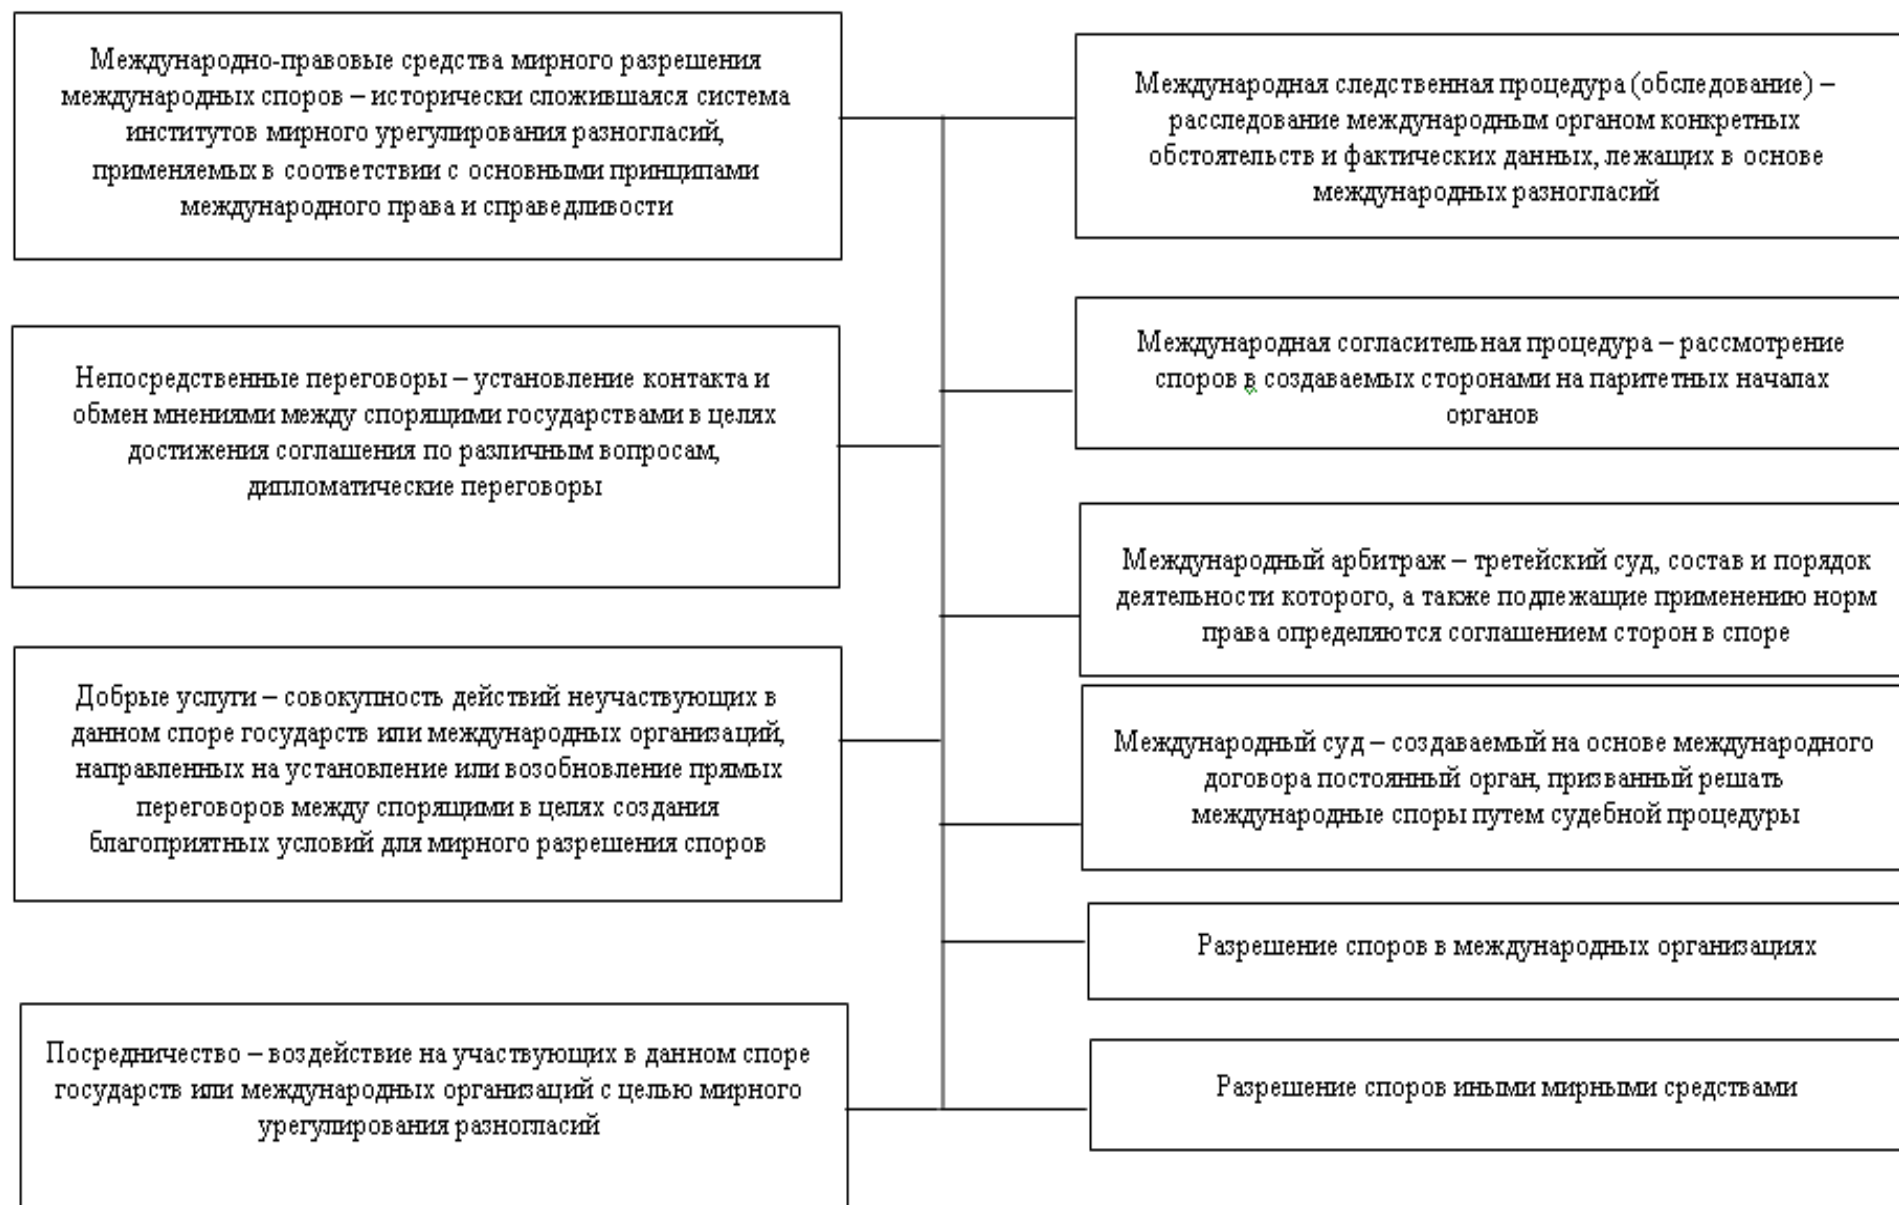 Международно-правовые средства мирного разрешения
международных споров – исторически сложившаяся система
институтов мирного урегулирования разногласий,
применяемых в соответствии с основными принципами
международного права и справедливости
Непосредственные переговоры – установление контакта и
обмен мнениями между спорящими государствами в целях
достижения соглашения по различным вопросам,
дипломатические переговоры
Добрые услуги – совокупность действий неучаствующих в
данном споре государств или международных организаций,
направленных на установление или возобновление прямых
переговоров между спорящими в целях создания
благоприятных условий для мирного разрешения споров
Посредничество – воздействие на участвующих в данном споре
государств или международных организаций с целью мирного
урегулирования разногласий
Международная следственная процедура (обследование) –
расследование международным органом конкретных
обстоятельств и фактических данных, лежащих в основе
международных разногласий
Международная согласительная процедура – рассмотрение
споров в создаваемых сторонами на паритетных началах
органов
Международный арбитраж – третейский суд, состав и порядок
деятельности которого, а также подлежащие применению норм
права определяются соглашением сторон в споре
Международный суд – создаваемый на основе международного
договора постоянный орган, призванный решать
международные споры путем судебной процедуры
Разрешение споров в международных организациях
Разрешение споров иными мирными средствами